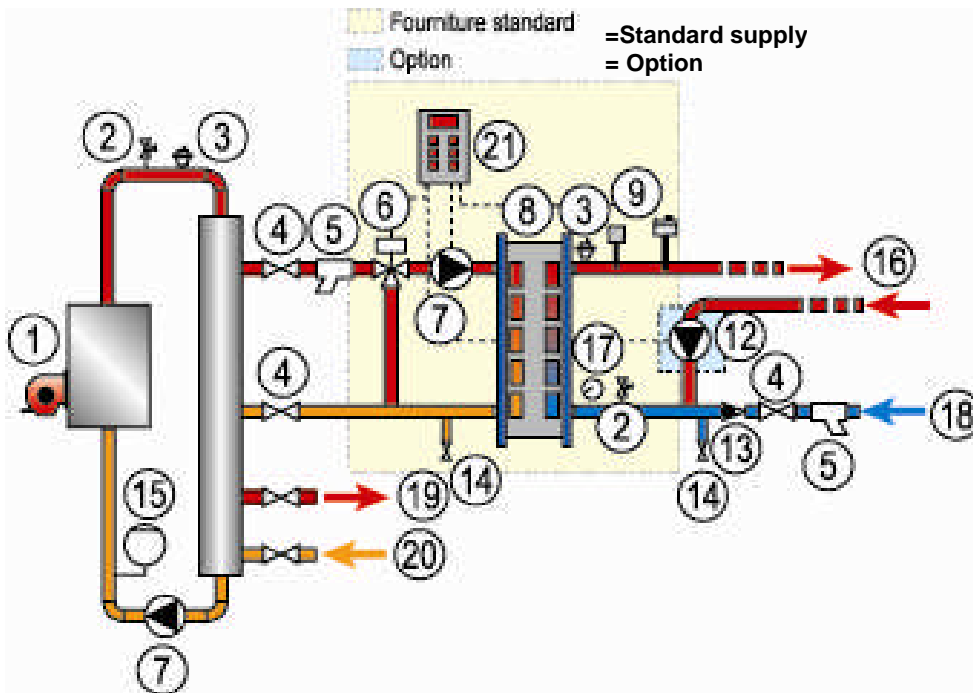 Fourniture standard =Standard supply
Option = Option
2 3 21
4 5 6 8 3 9
16
1 7 17 12
4 4
2 18
13
15 19 14 14 5
20
7